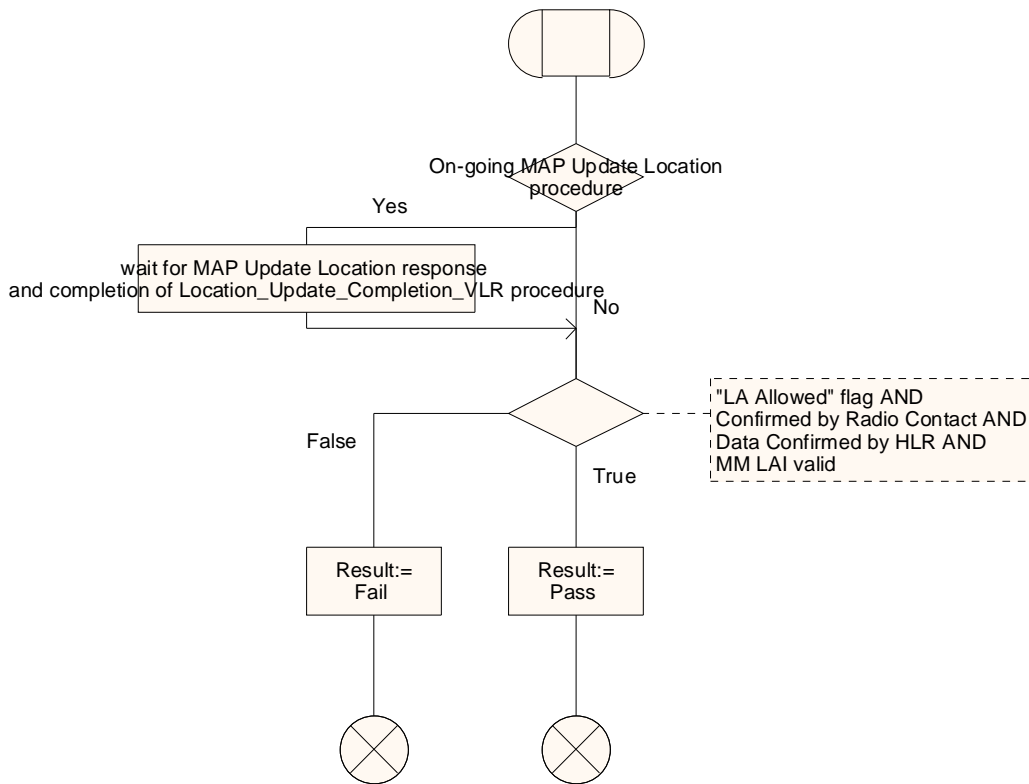 On-going MAP Update Location
procedure
Yes
wait for MAP Update Location response
and completion of Location_Update_Completion_VLR procedure
No
"LA Allowed" flag AND
Confirmed by Radio Contact AND
Data Confirmed by HLR AND
MM LAI valid
False
True
Result:=
Fail
Result:=
Pass